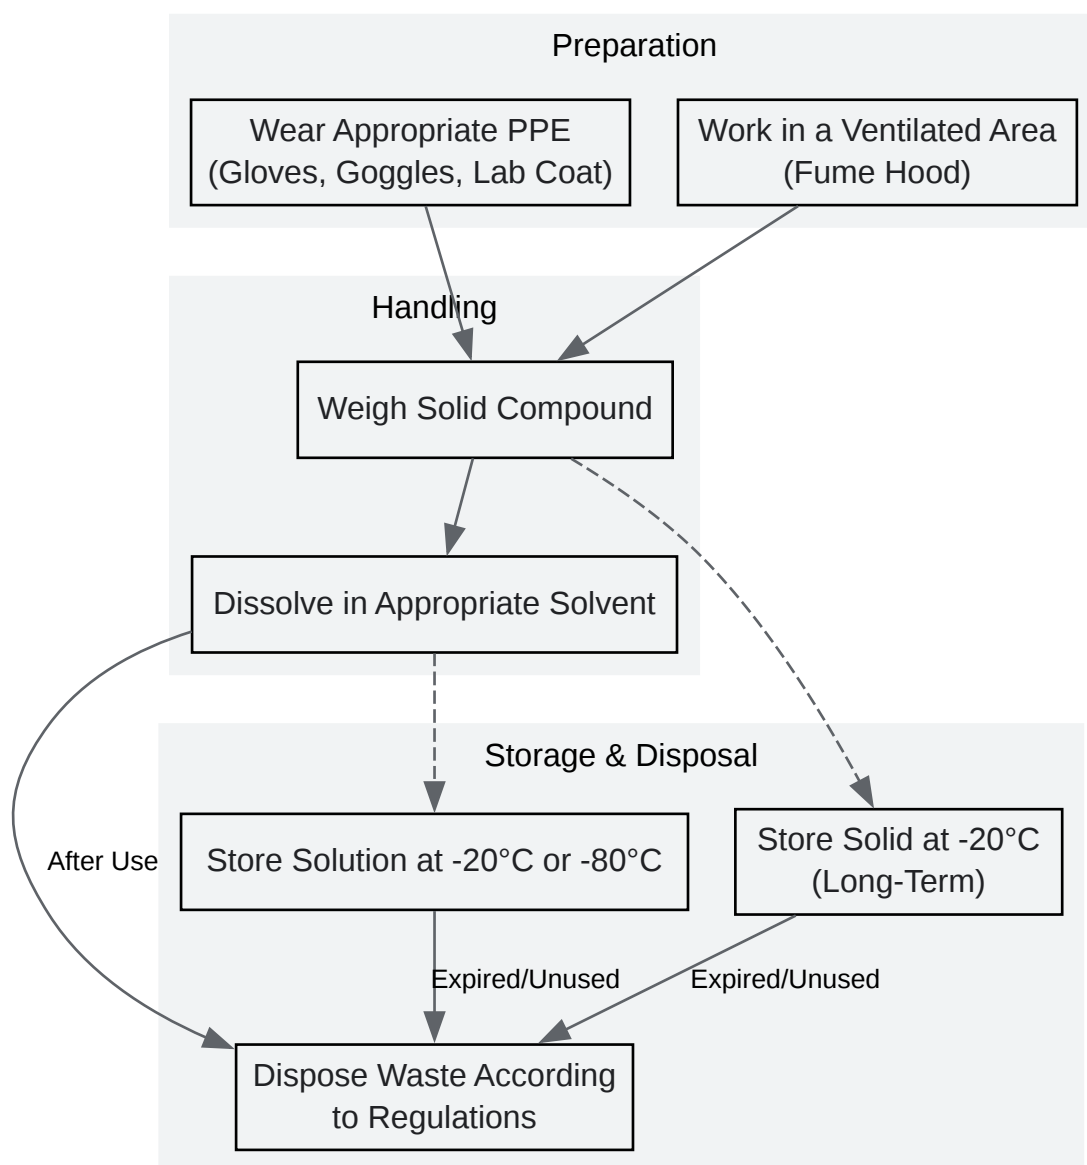 Preparation
Wear Appropriate PPE
(Gloves, Goggles, Lab Coat)
Work in a Ventilated Area
(Fume Hood)
Handling
Weigh Solid Compound
Dissolve in Appropriate Solvent
Storage & Disposal
Store Solution at -20°C or -80°C
Store Solid at -20°C
(Long-Term)
After Use
Expired/Unused
Expired/Unused
Dispose Waste According
to Regulations